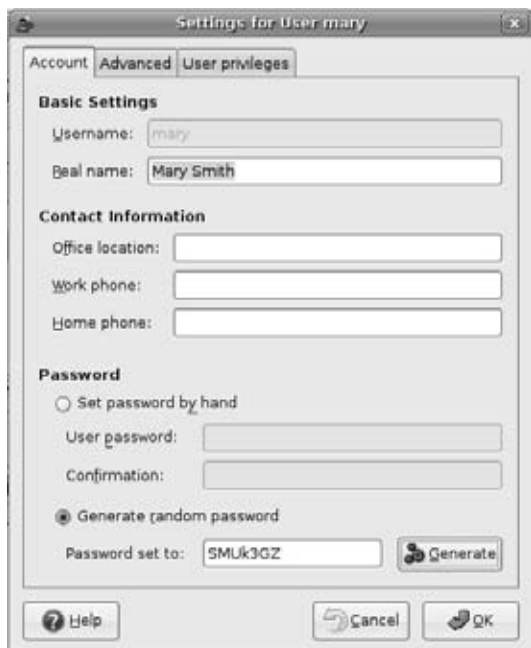 Settings for User mary
Account Advanced User privileges
Basic Settings
Username: mary
Real name: Mary Smith
Contact Information
Office location:
Work phone:
Home phone:
Password
Set password by hand
User password:
Confirmation:
Generate random password
Password set to: SMUk3GZ Generate
Help Cancel OK